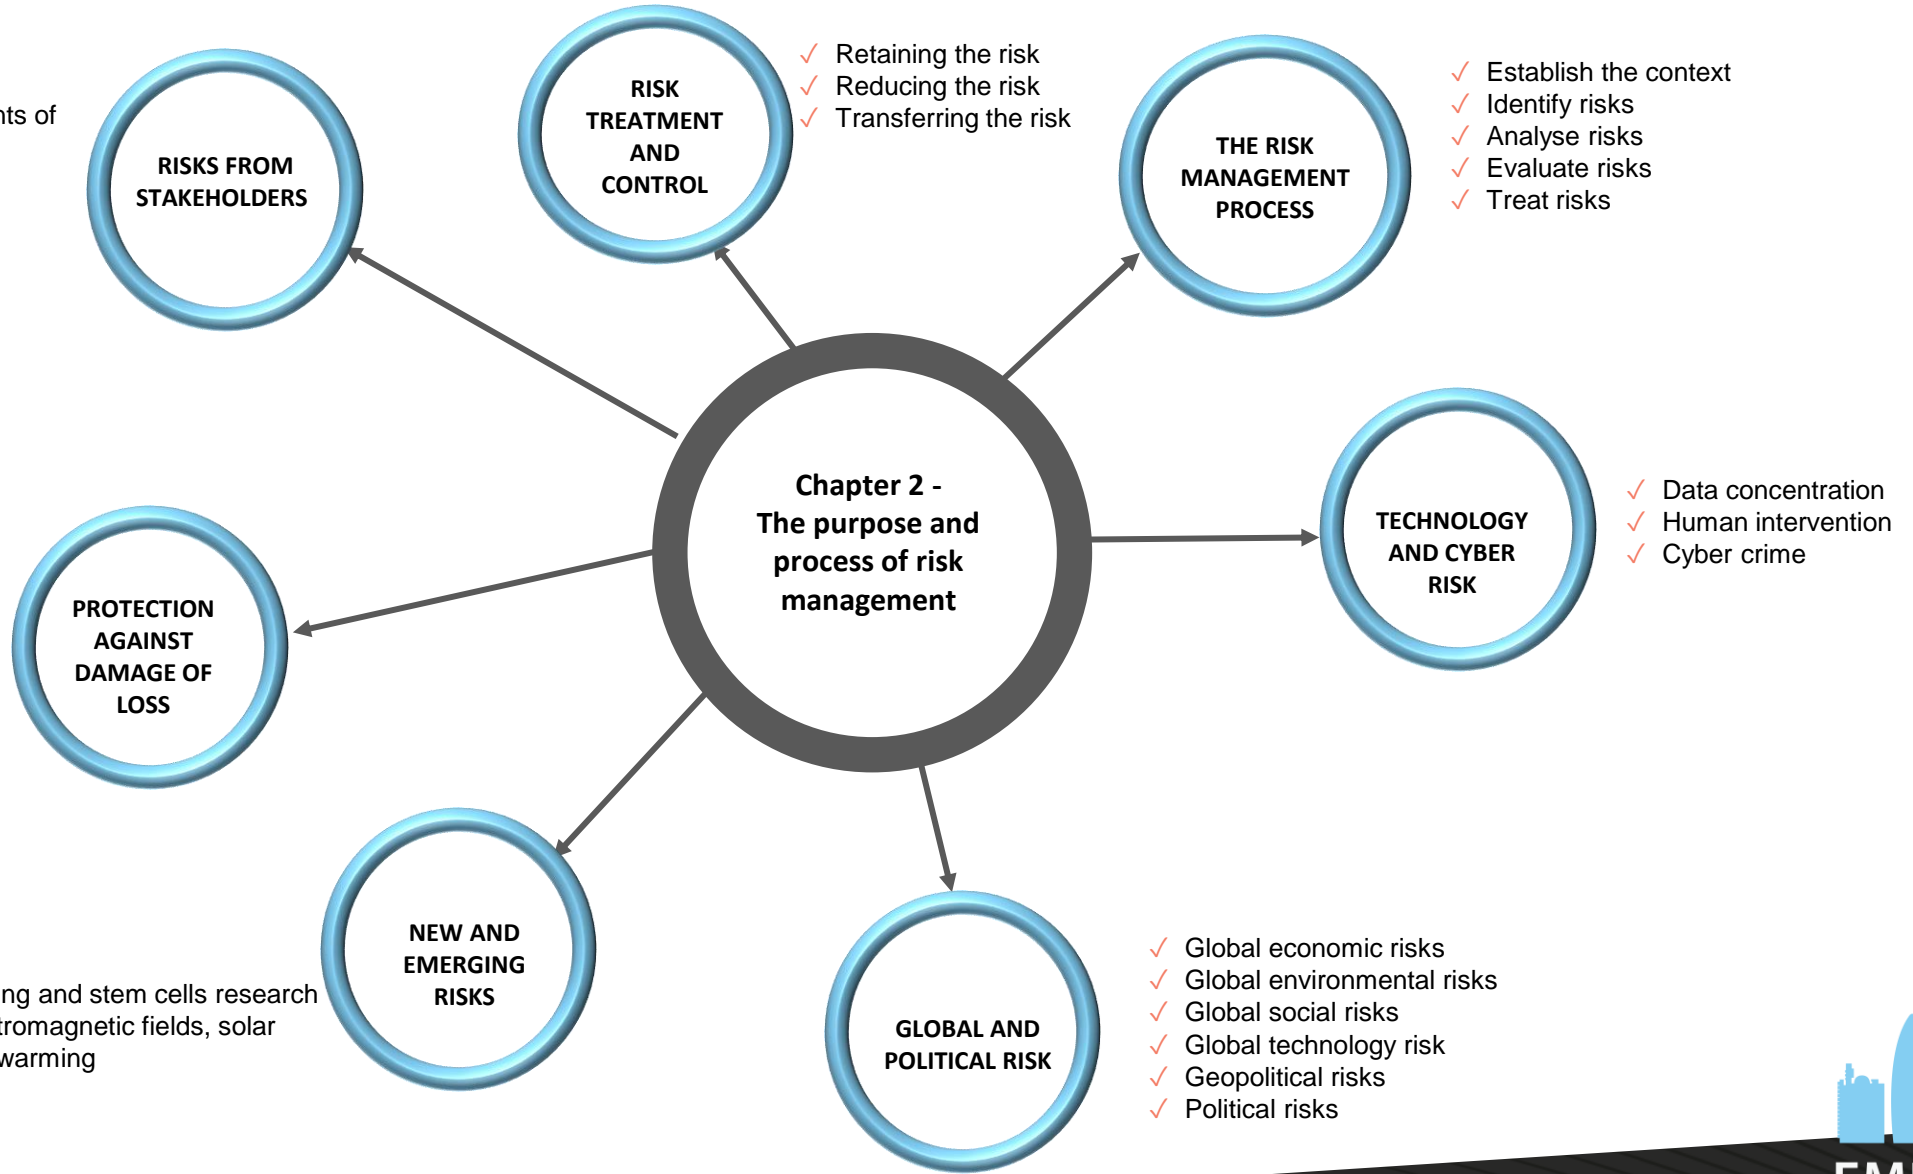 nts of
RISKS FROM
STAKEHOLDERS
RISK
TREATMENT
AND
CONTROL
✓ Retaining the risk
✓ Reducing the risk
✓ Transferring the risk
THE RISK
MANAGEMENT
PROCESS
✓ Establish the context
✓ Identify risks
✓ Analyse risks
✓ Evaluate risks
✓ Treat risks
Chapter 2 -
The purpose and
process of risk
management
TECHNOLOGY
AND CYBER
RISK
✓ Data concentration
✓ Human intervention
✓ Cyber crime
PROTECTION
AGAINST
DAMAGE OF
LOSS
NEW AND
EMERGING
RISKS
ng and stem cells research
tromagnetic fields, solar
warming
GLOBAL AND
POLITICAL RISK
✓ Global economic risks
✓ Global environmental risks
✓ Global social risks
✓ Global technology risk
✓ Geopolitical risks
✓ Political risks